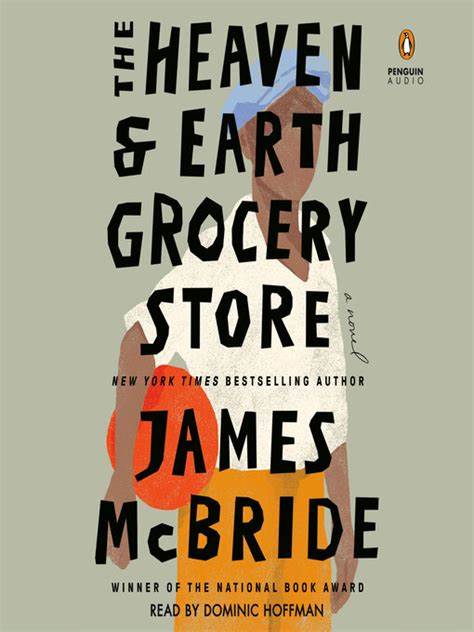 THE HEAVEN
& EARTH
GROCERY
STORE
a novel
NEW YORK TIMES BESTSELLING AUTHOR
JAMES
McBRIDE
WINNER OF THE NATIONAL BOOK AWARD
READ BY DOMINIC HOFFMAN
PENGUIN
AUDIO